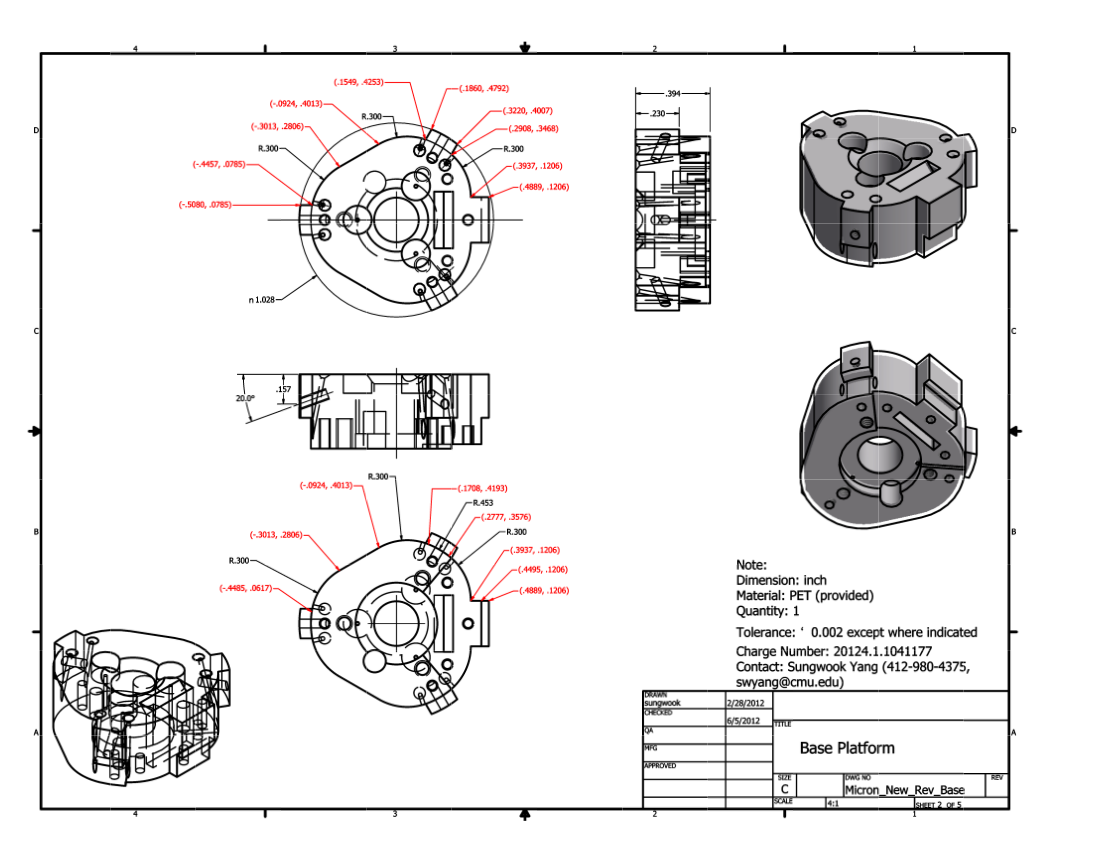 4 3 2 1
(.1549, .4253)
(.1860, .4792)
(-.0924, .4013)
R.300
(.3220, .4007)
(-.3013, .2806)
(.2908, .3468)
R.300
R.300
(-.4457, .0785)
(.3937, .1206)
(.4889, .1206)
(-.5080, .0785)
n 1.028
.394
.230
D D
C C
20.0°
.157
(-.0924, .4013)
R.300
(.1708, .4193)
R.453
(.2777, .3576)
(-.3013, .2806)
R.300
R.300
(.3937, .1206)
(.4495, .1206)
(-.4485, .0617)
(.4889, .1206)
B B
Note:
Dimension: inch
Material: PET (provided)
Quantity: 1
Tolerance: ‘ 0.002 except where indicated
Charge Number: 20124.1.1041177
Contact: Sungwook Yang (412-980-4375,
swyang@cmu.edu)
A A
DRAWN
sungwook 2/28/2012
CHECKED
6/5/2012
QA
MFG
APPROVED
TITLE
Base Platform
SIZE
C
DWG NO
Micron_New_Rev_Base
REV
SCALE 4:1
SHEET 2 OF 5
4 3 2 1